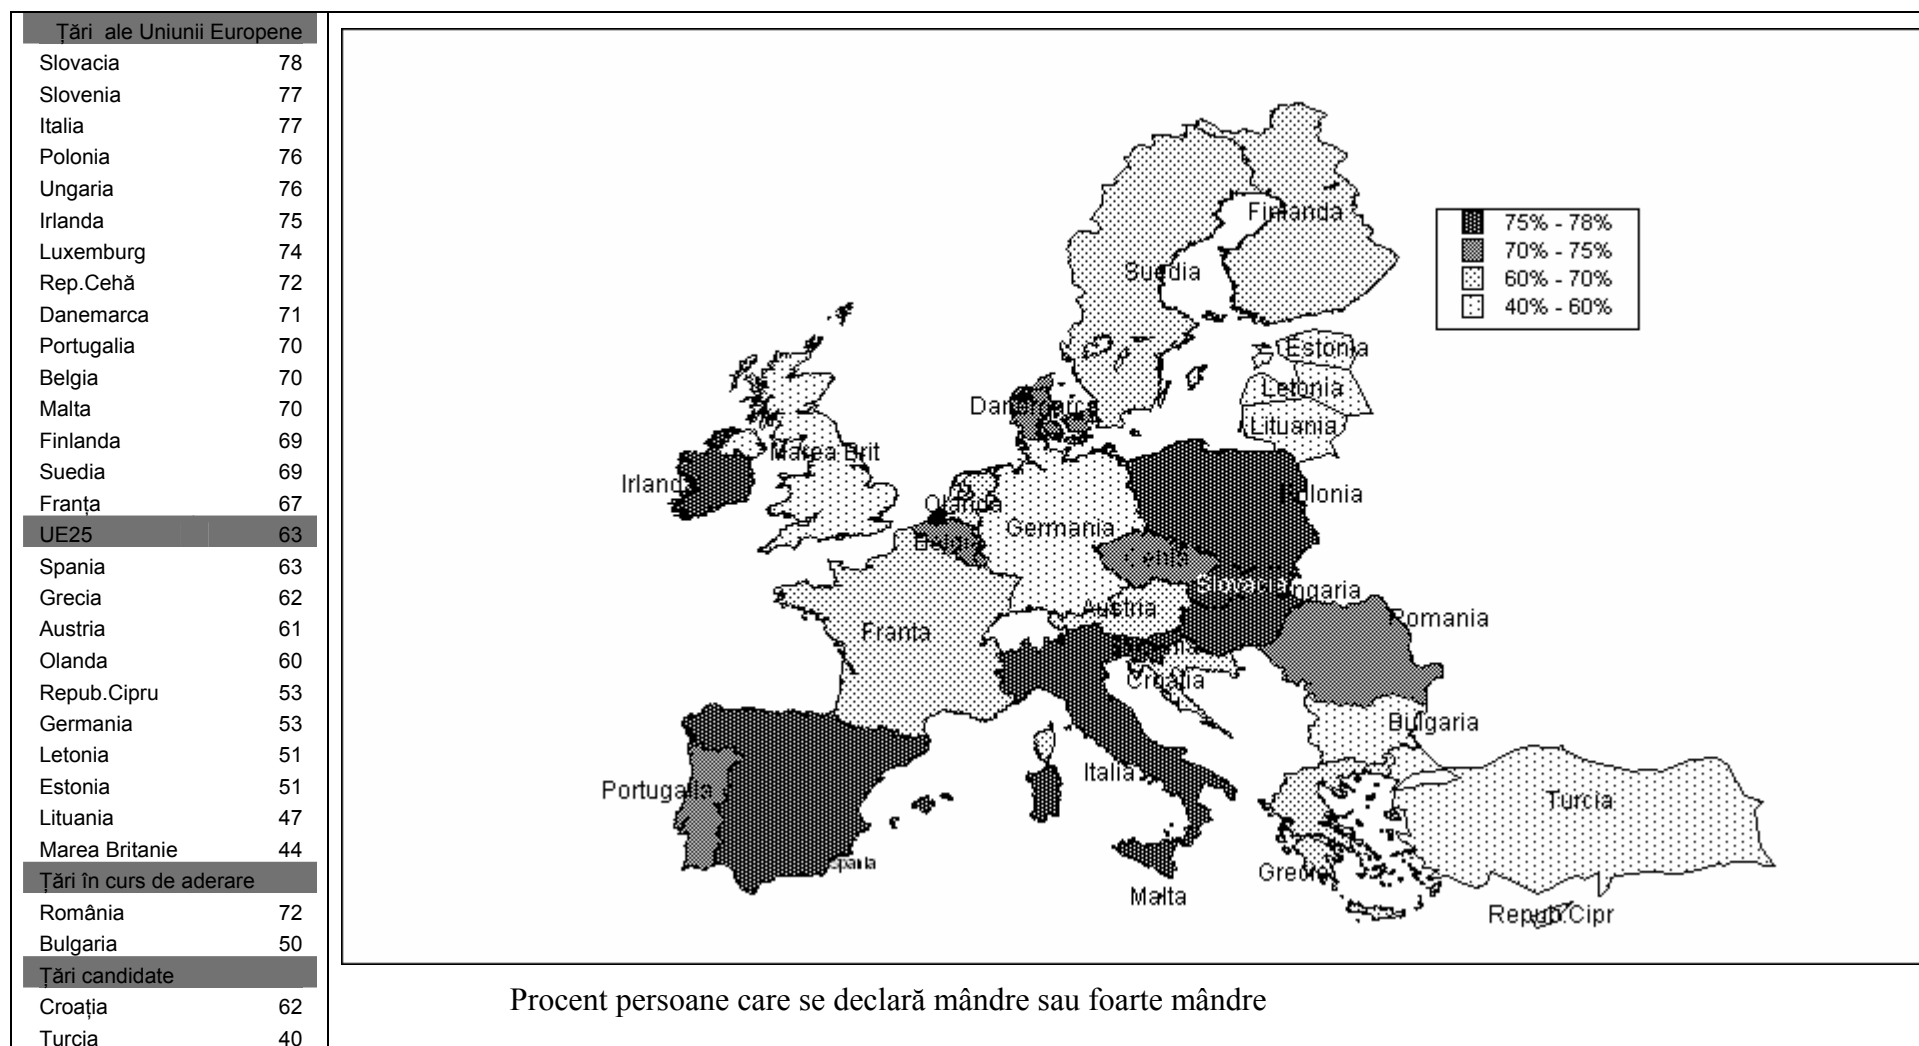 Țări ale Uniunii Europene
Slovacia 78
Slovenia 77
Italia 77
Polonia 76
Ungaria 76
Irlanda 75
Luxemburg 74
Rep.Cehă 72
Danemarca 71
Portugalia 70
Belgia 70
Malta 70
Finlanda 69
Suedia 69
Franța 67
UE25 63
Spania 63
Grecia 62
Austria 61
Olanda 60
Repub.Cipru 53
Germania 53
Letonia 51
Estonia 51
Lituania 47
Marea Britanie 44
Țări în curs de aderare
România 72
Bulgaria 50
Țări candidate
Croația 62
Turcia 40
Finlanda
75% - 78%
70% - 75%
60% - 70%
40% - 60%
Suedia
Estonia
Letonia
Lituania
Danemarca
Marea Brit
Irland
Polonia
Olanda
Germania
Belgi
Cehia
Slovacia
ngaria
Austria
Romania
Franta
Croatia
Bulgaria
Italia
Portugalia
Turcia
Spania
Grecia
Malta
Repub.Cipr
Procent persoane care se declară mândre sau foarte mândre